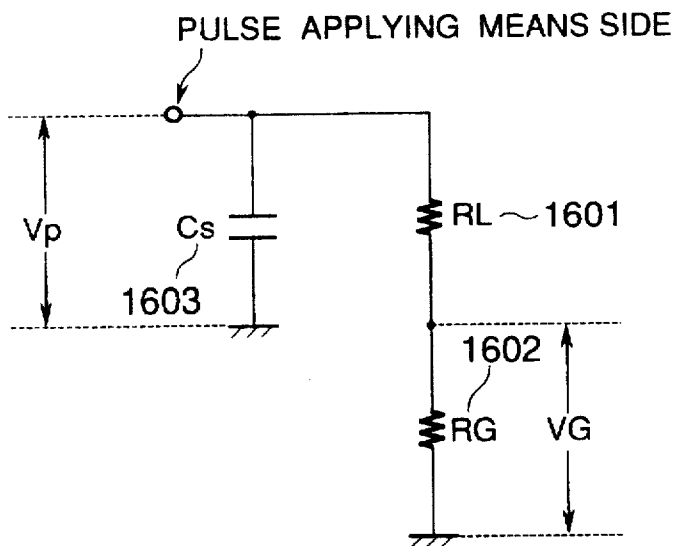 PULSE APPLYING MEANS SIDE
Vp
Cs
1603
RL 1601
1602
RG
VG